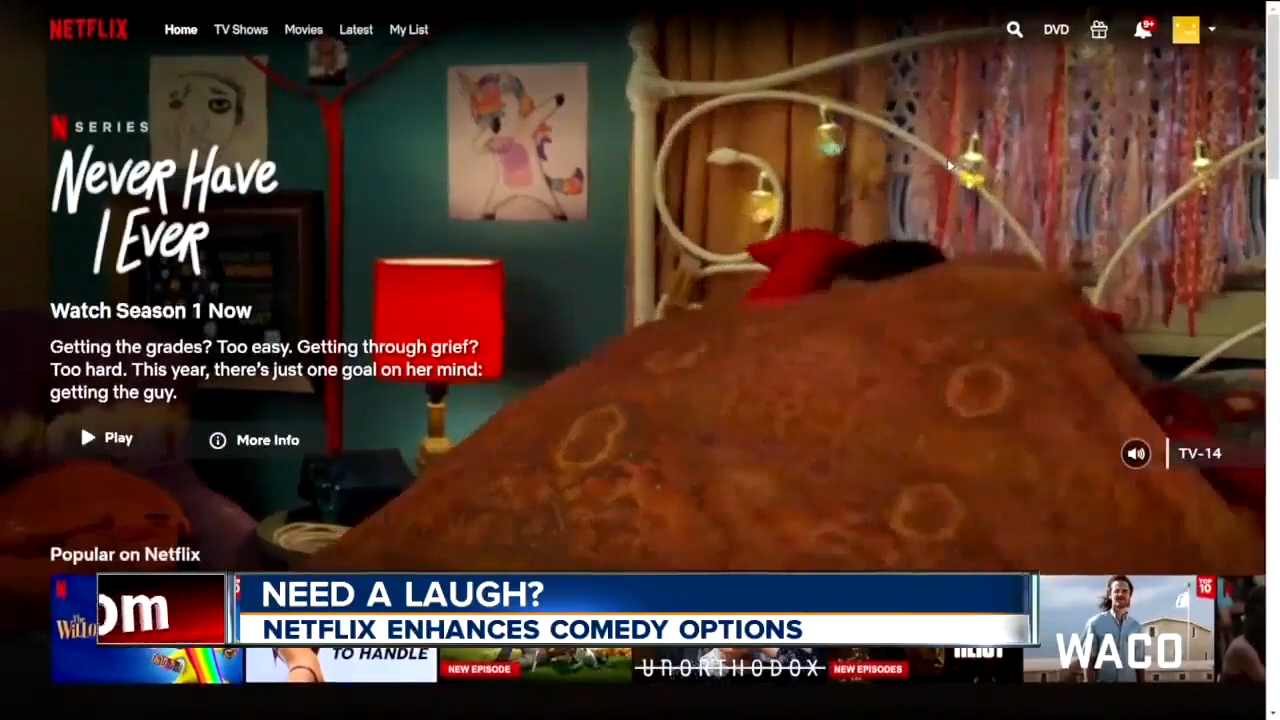 NETFLIX Home TV Shows Movies Latest My List DVD 9+
N SERIES
Never Have
I Ever
Watch Season 1 Now
Getting the grades? Too easy. Getting through grief?
Too hard. This year, there's just one goal on her mind:
getting the guy.
Play More Info
TV-14
Popular on Netflix
NEED A LAUGH?
NETFLIX ENHANCES COMEDY OPTIONS
om
The
TO HANDLE
NEW EPISODE
UNORTHODOX
NEW EPISODES
TOP
10
WACO